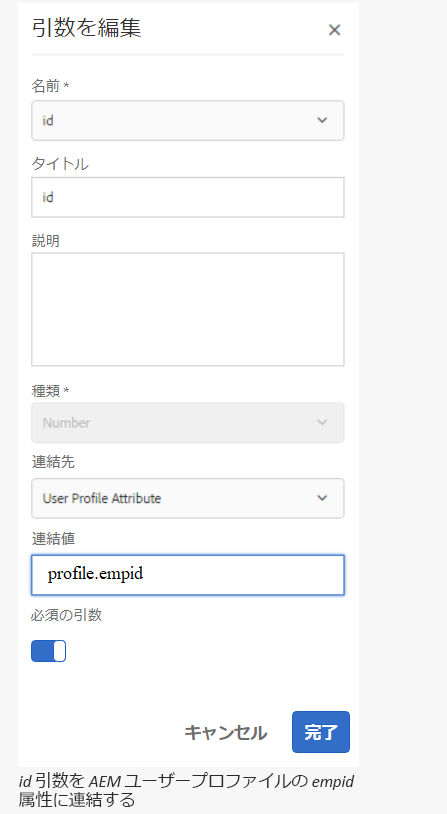 引数を編集
×
名前 *
id
タイトル
id
説明
種類 *
Number
連結先
User Profile Attribute
連結値
profile.empid
必須の引数
キャンセル 完了
id 引数を AEM ユーザープロファイルの empid
属性に連結する